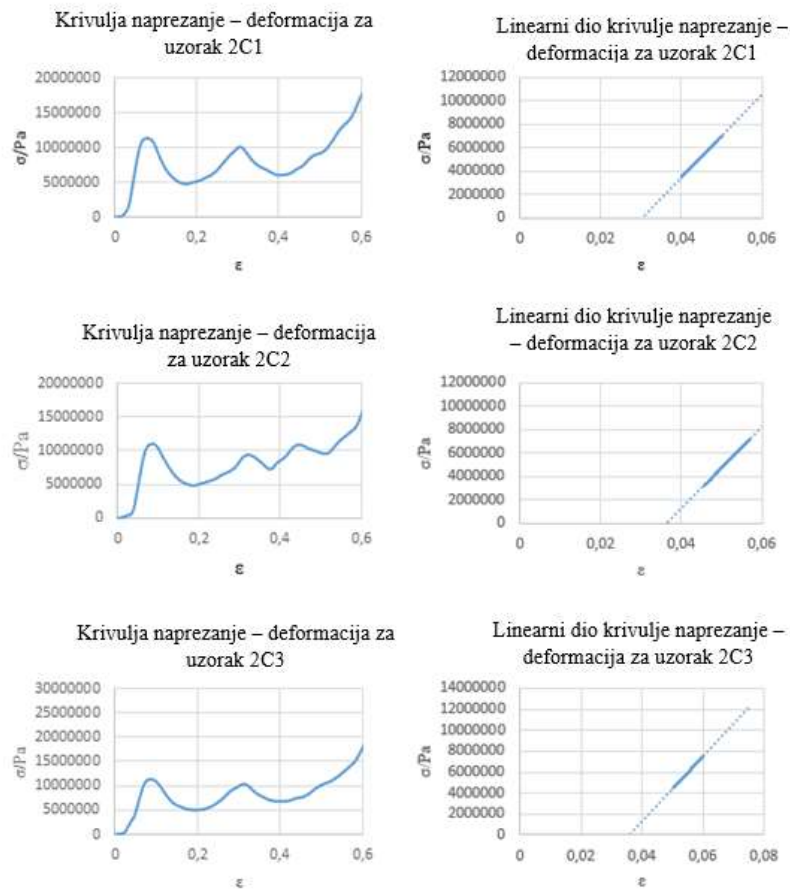 Krivulja naprezanje – deformacija za
uzorak 2C1
20000000
15000000
10000000
5000000
0
σ/Pa
0
0,2
0,4
0,6
ε
Linearni dio krivulje naprezanje –
deformacija za uzorak 2C1
12000000
10000000
8000000
6000000
4000000
2000000
0
σ/Pa
0
0,02
0,04
0,06
ε
Krivulja naprezanje – deformacija
za uzorak 2C2
20000000
15000000
10000000
5000000
0
σ/Pa
0
0,2
0,4
0,6
ε
Linearni dio krivulje naprezanje
– deformacija za uzorak 2C2
12000000
10000000
8000000
6000000
4000000
2000000
0
σ/Pa
0
0,02
0,04
0,06
ε
Krivulja naprezanje – deformacija za
uzorak 2C3
30000000
25000000
20000000
15000000
10000000
5000000
0
σ/Pa
0
0,2
0,4
0,6
ε
Linearni dio krivulje naprezanje –
deformacija za uzorak 2C3
14000000
12000000
10000000
8000000
6000000
4000000
2000000
0
σ/Pa
0
0,02
0,04
0,06
0,08
ε